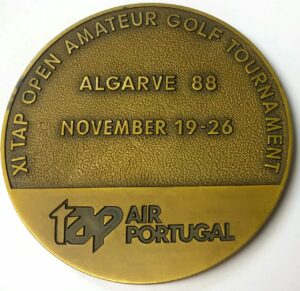 XI TAP OPEN AMATEUR GOLF TOURNAMENT
ALGARVE 88
NOVEMBER 19-26
tap AIR
PORTUGAL